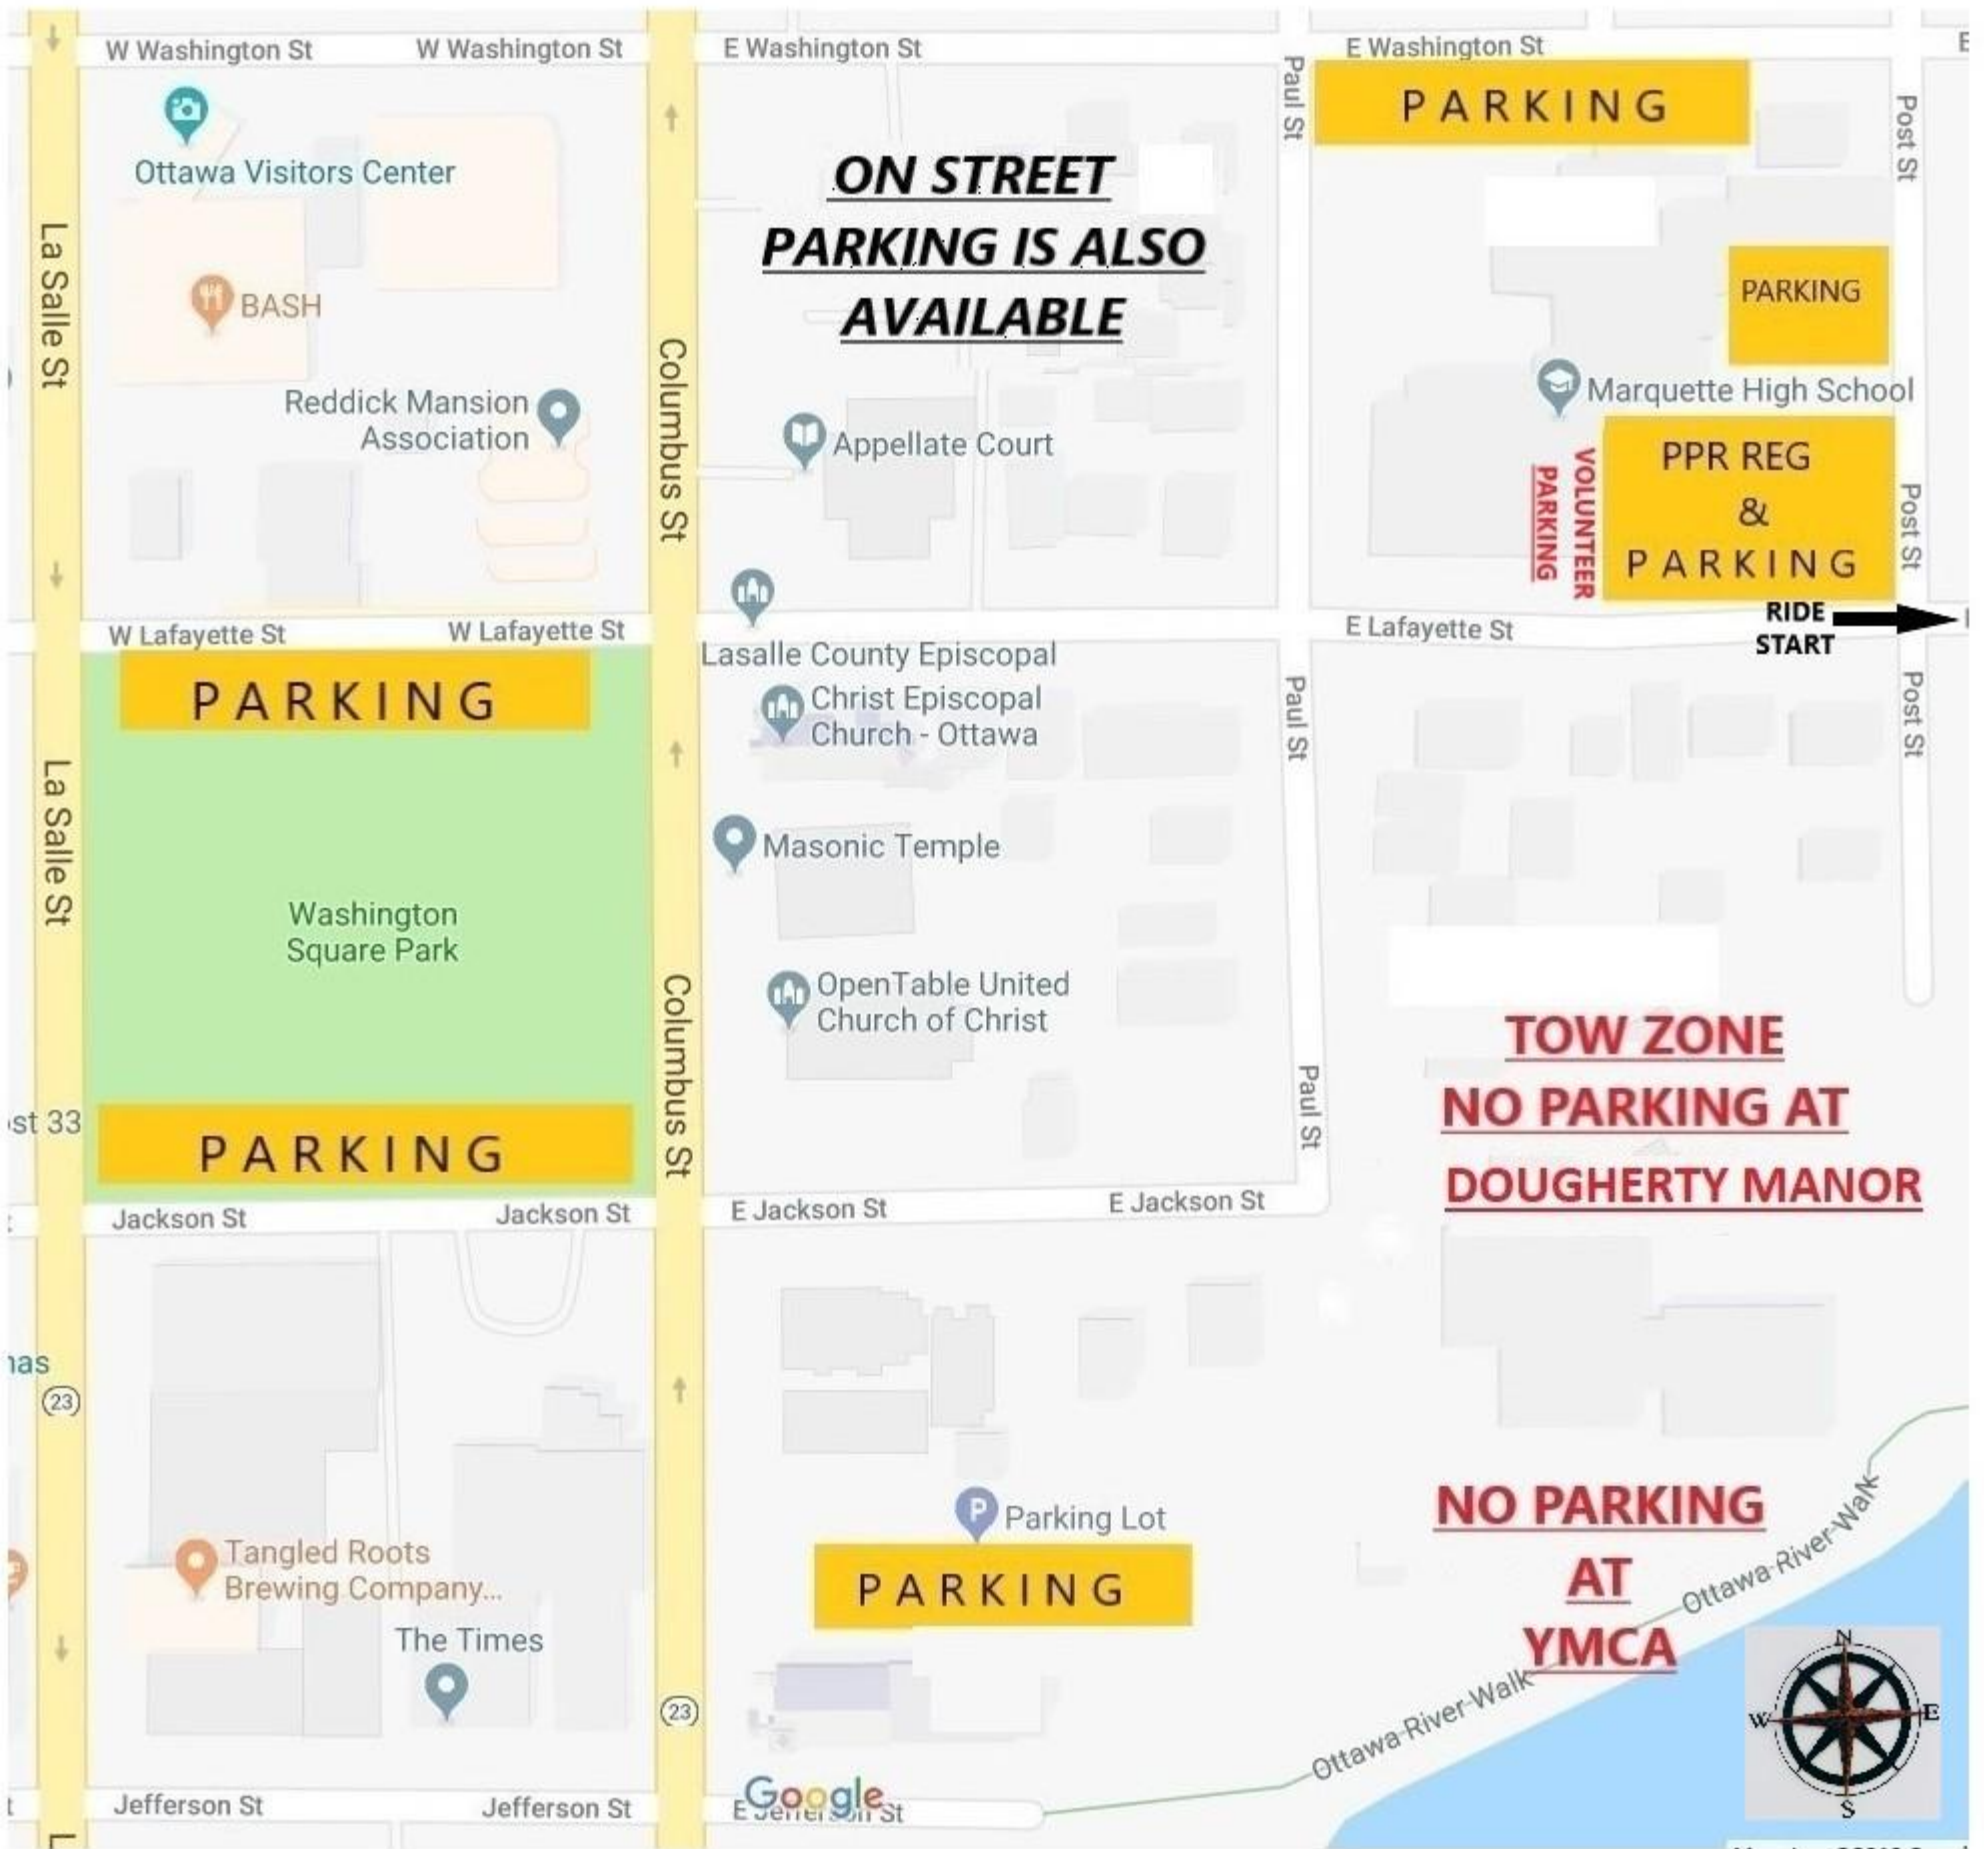 W Washington St
W Washington St
E Washington St
E Washington St
E
Paul St
PARKING
Post St
Ottawa Visitors Center
ON STREET
PARKING IS ALSO
AVAILABLE
La Salle St
BASH
PARKING
Columbus St
Reddick Mansion
Association
Appellate Court
Marquette High School
VOLUNTEER
PARKING
PPR REG
&
PARKING
Post St
RIDE
START
W Lafayette St
W Lafayette St
E Lafayette St
Lasalle County Episcopal
Christ Episcopal
Church - Ottawa
PARKING
Paul St
Post St
La Salle St
Masonic Temple
Washington
Square Park
OpenTable United
Church of Christ
Columbus St
TOW ZONE
NO PARKING AT
DOUGHERTY MANOR
Paul St
st 33
PARKING
Jackson St
Jackson St
E Jackson St
E Jackson St
nas
23
Parking Lot
PARKING
NO PARKING
AT
YMCA
Ottawa River Walk
Ottawa River Walk
Tangled Roots
Brewing Company...
The Times
23
N
W
E
S
Jefferson St
Jefferson St
Google
E Jefferson St
L